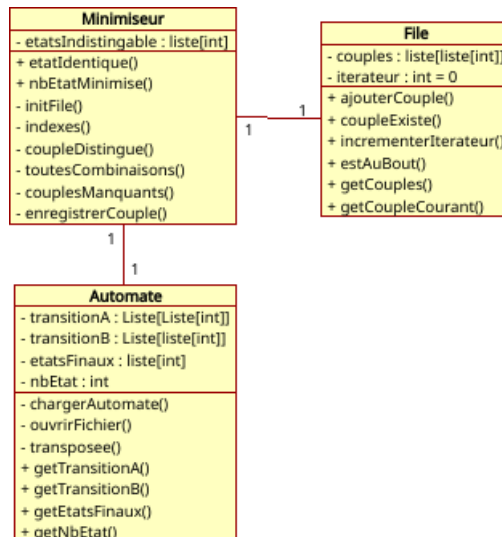 Minimiseur
- etatsIndistingable : liste[int]
+ etatIdentique()
+ nbEtatMinimise()
- initFile()
- indexes()
- coupleDistingue()
- toutesCombinaisons()
- couplesManquants()
- enregistrerCouple()
File
- couples : liste[liste[int]]
- iterateur : int = 0
+ ajouterCouple()
+ coupleExiste()
+ incrementerIterateur()
+ estAuBout()
+ getCouples()
+ getCoupleCourant()
1
1
1
1
Automate
- transitionA : Liste[Liste[int]]
- transitionB : Liste[liste[int]]
- etatsFinaux : liste[int]
- nbEtat : int
- chargerAutomate()
- ouvrirFichier()
- transposee()
+ getTransitionA()
+ getTransitionB()
+ getEtatsFinaux()
+ getNbEtat()